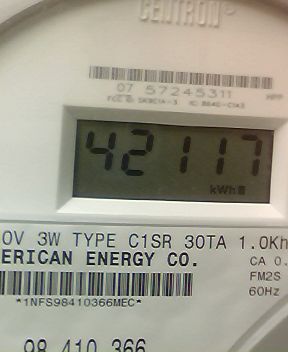 CENTRON
07 57245311
42117
kWh
0V 3W TYPE C1SR 30TA 1.0Kh
ERICAN ENERGY CO.
CA 0.
FM2S
*1NFS98410366MEC*
60Hz
98 410 366